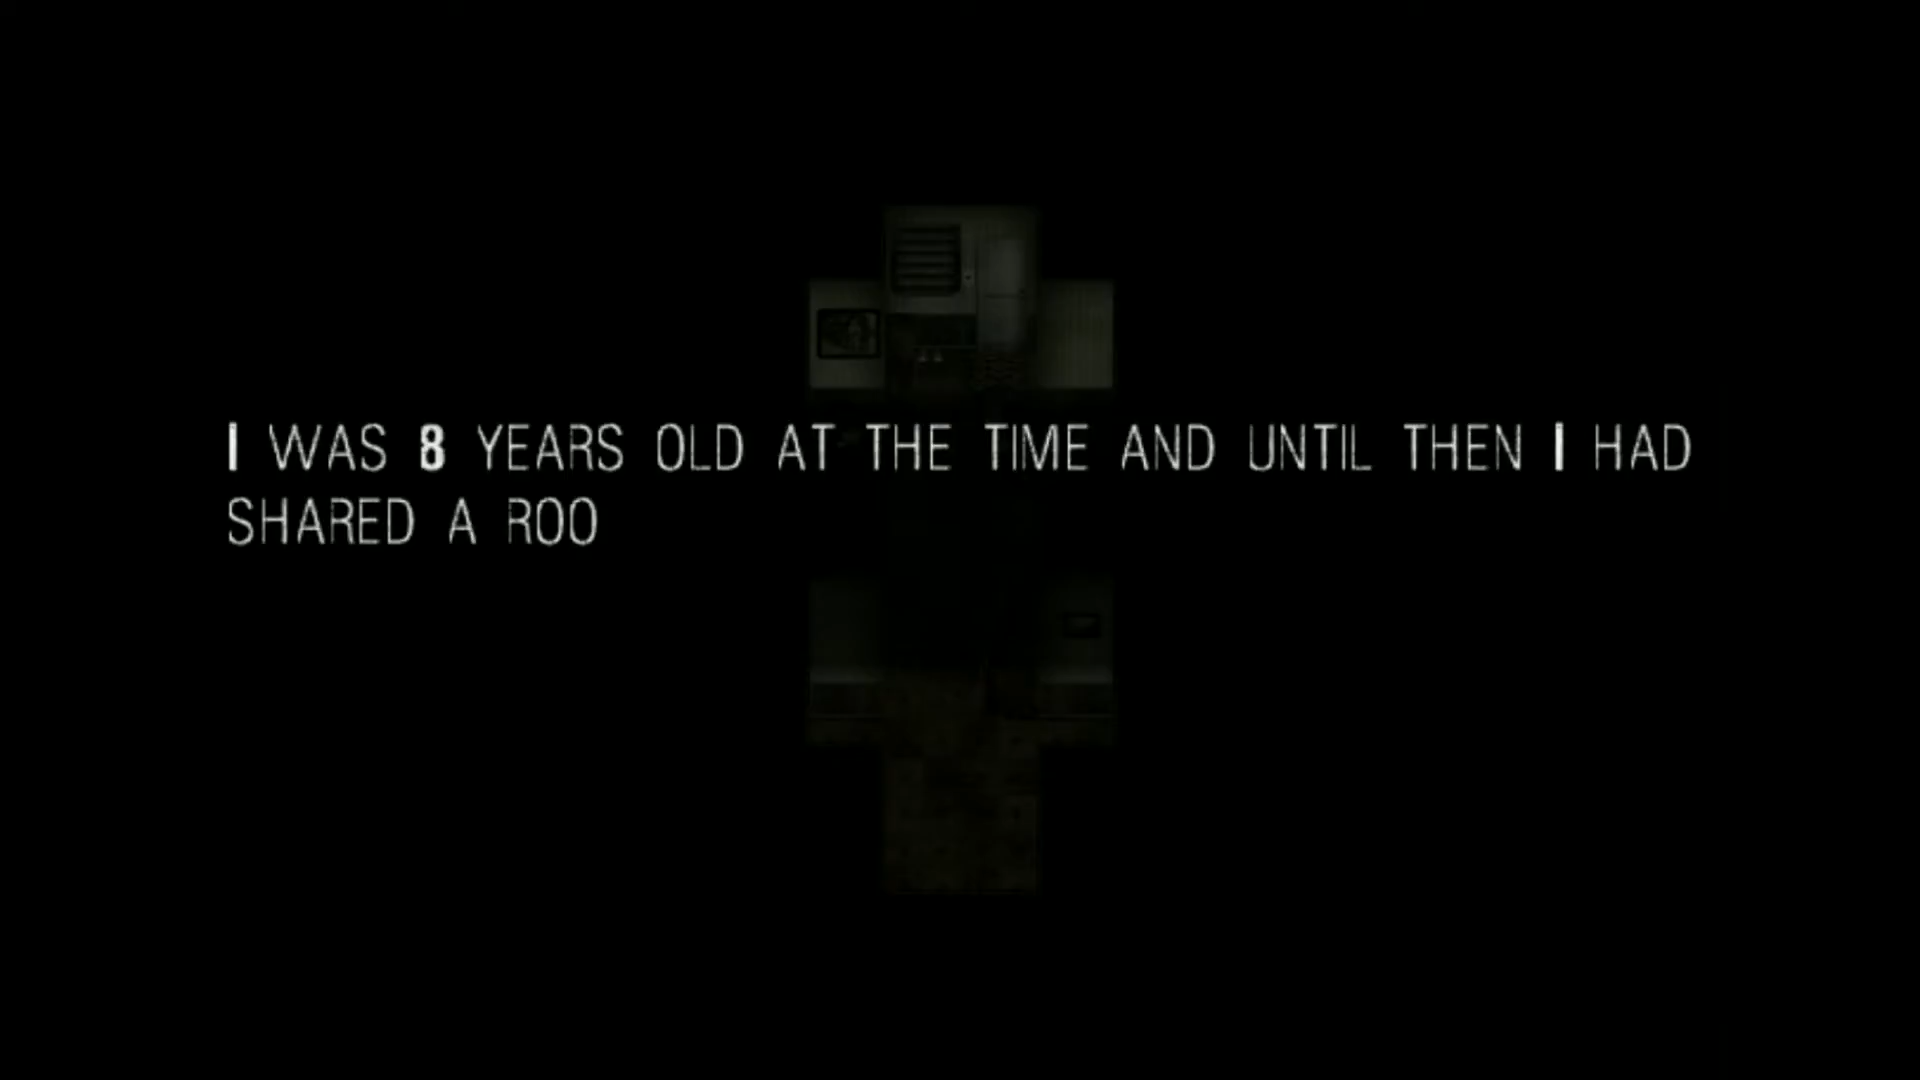 I WAS 8 YEARS OLD AT THE TIME AND UNTIL THEN I HAD
SHARED A ROO